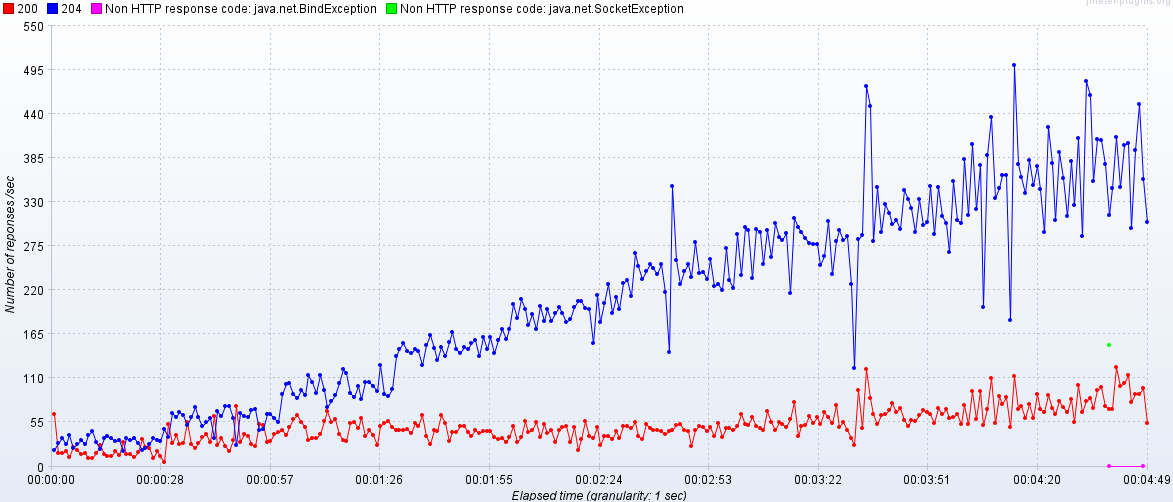 200 204 Non HTTP response code: java.net.BindException Non HTTP response code: java.net.SocketException
jmeter-plugins.org
550
495
440
385
330
275
220
165
110
55
0
Number of reponses /sec
00:00:00 00:00:28 00:00:57 00:01:26 00:01:55 00:02:24 00:02:53 00:03:22 00:03:51 00:04:20 00:04:49
Elapsed time (granularity: 1 sec)